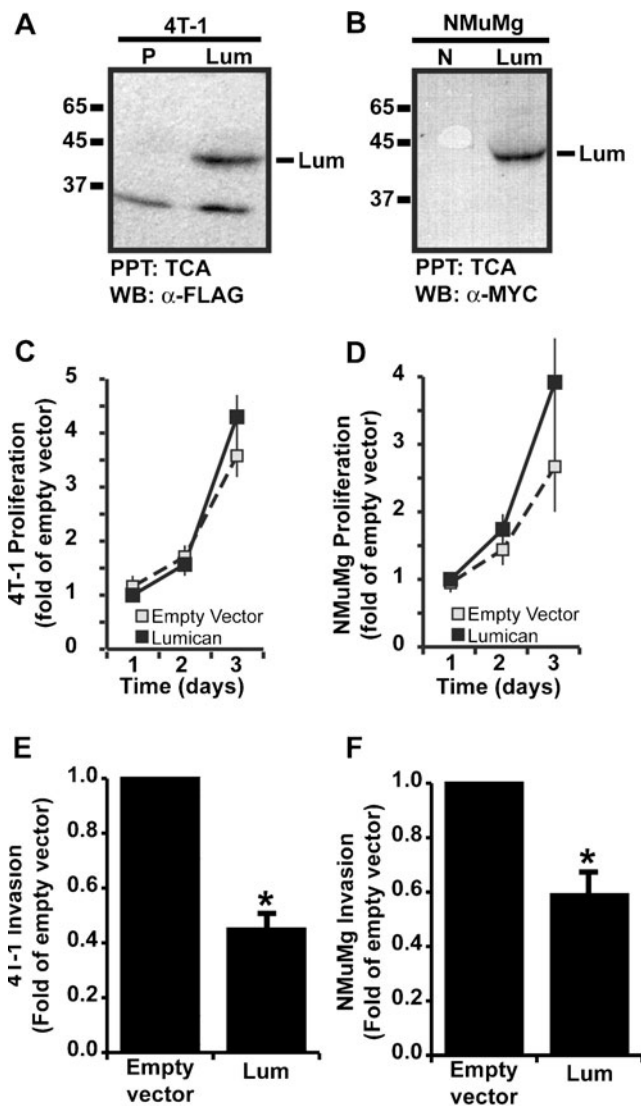 A
4T-1
P Lum
65
45
37
Lum
PPT: TCA
WB: α-FLAG
B
NMuMg
N Lum
65
45
37
Lum
PPT: TCA
WB: α-MYC
C
4T-1 Proliferation
(fold of empty vector)
5
4
3
2
1
0
Empty Vector
Lumican
1 2 3
Time (days)
D
NMuMg Proliferation
(fold of empty vector)
4
3
2
1
0
Empty Vector
Lumican
1 2 3
Time (days)
E
4T-1 Invasion
(Fold of empty vector)
1.0
0.8
0.6
0.4
0.2
0.0
*
Empty
vector
Lum
F
NMuMg Invasion
(Fold of empty vector)
1.0
0.8
0.6
0.4
0.2
0.0
*
Empty
vector
Lum